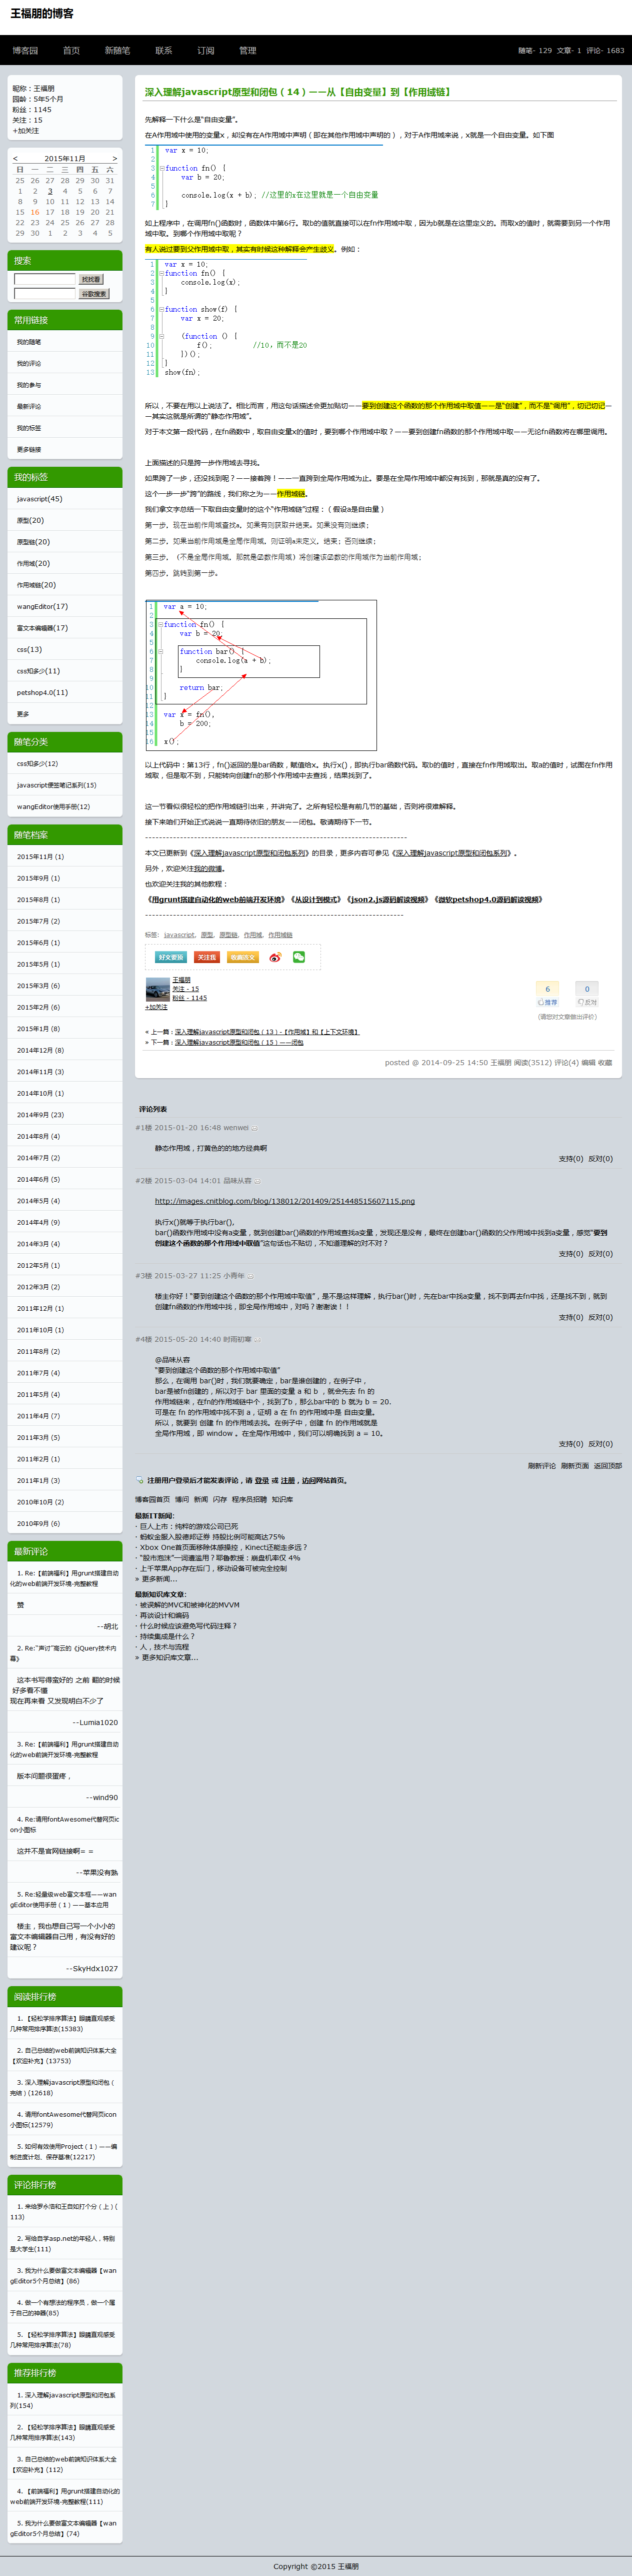 王福朋的博客
博客园 首页 新随笔 联系 订阅 管理
随笔- 129 文章- 1 评论- 1683
昵称：王福朋
园龄：5年5个月
粉丝：1145
关注：15
+加关注
< 2015年11月 >
日 一 二 三 四 五 六
25 26 27 28 29 30 31
1 2 3 4 5 6 7
8 9 10 11 12 13 14
15 16 17 18 19 20 21
22 23 24 25 26 27 28
29 30 1 2 3 4 5
搜索
找找看
谷歌搜索
常用链接
我的随笔
我的评论
我的参与
最新评论
我的标签
更多链接
我的标签
javascript(45)
原型(20)
原型链(20)
作用域(20)
作用域链(20)
wangEditor(17)
富文本编辑器(17)
css(13)
css知多少(11)
petshop4.0(11)
更多
随笔分类
css知多少(12)
javascript便签笔记系列(15)
wangEditor使用手册(12)
随笔档案
2015年11月 (1)
2015年9月 (1)
2015年8月 (1)
2015年7月 (2)
2015年6月 (1)
2015年5月 (1)
2015年3月 (6)
2015年2月 (6)
2015年1月 (8)
2014年12月 (8)
2014年11月 (3)
2014年10月 (1)
2014年9月 (23)
2014年8月 (4)
2014年7月 (2)
2014年6月 (5)
2014年5月 (4)
2014年4月 (9)
2014年3月 (4)
2012年5月 (1)
2012年3月 (2)
2011年12月 (1)
2011年10月 (1)
2011年8月 (2)
2011年7月 (4)
2011年5月 (4)
2011年4月 (7)
2011年3月 (5)
2011年2月 (1)
2011年1月 (3)
2010年10月 (2)
2010年9月 (6)
最新评论
1. Re:【前端福利】用grunt搭建自动
化的web前端开发环境-完整教程
赞
--胡北
2. Re:"声讨"高云的《jQuery技术内
幕》
这本书写得蛮好的 之前 翻的时候
好多看不懂
现在再来看 又发现明白不少了
--Lumia1020
3. Re:【前端福利】用grunt搭建自动
化的web前端开发环境-完整教程
版本问题很蛋疼，
--wind90
4. Re:请用fontAwesome代替网页ic
on小图标
这并不是官网链接啊= =
--苹果没有熟
5. Re:轻量级web富文本框——wan
gEditor使用手册（1）——基本应用
楼主，我也想自己写一个小小的
富文本编辑器自己用，有没有好的
建议呢？
--SkyHdx1027
阅读排行榜
1. 【轻松学排序算法】眼睛直观感受
几种常用排序算法(15383)
2. 自己总结的web前端知识体系大全
【欢迎补充】(13753)
3. 深入理解javascript原型和闭包（
完结）(12618)
4. 请用fontAwesome代替网页icon
小图标(12579)
5. 如何有效使用Project（1）——编
制进度计划、保存基准(12217)
评论排行榜
1. 来给罗永浩和王自如打个分（上）(
113)
2. 写给自学asp.net的年轻人，特别
是大学生(111)
3. 我为什么要做富文本编辑器【wan
gEditor5个月总结】(86)
4. 做一个有想法的程序员，做一个属
于自己的神器(85)
5. 【轻松学排序算法】眼睛直观感受
几种常用排序算法(78)
推荐排行榜
1. 深入理解javascript原型和闭包系
列(154)
2. 【轻松学排序算法】眼睛直观感受
几种常用排序算法(143)
3. 自己总结的web前端知识体系大全
【欢迎补充】(112)
4. 【前端福利】用grunt搭建自动化的
web前端开发环境-完整教程(111)
5. 我为什么要做富文本编辑器【wan
gEditor5个月总结】(74)
深入理解javascript原型和闭包（14）——从【自由变量】到【作用域链】
先解释一下什么是"自由变量"。
在A作用域中使用的变量x，却没有在A作用域中声明（即在其他作用域中声明的），对于A作用域来说，x就是一个自由变量。如下面
1 var x = 10;
2
3 function fn() {
4 var b = 20;
5
6 console.log(x + b); //这里的x在这里就是一个自由变量
7 }
如上程序中，在调用fn()函数时，函数体中第6行。取b的值就直接可以在fn作用域中取，因为b就是在这里定义的。而取x的值时，就需要到另一个作用
域中取。到哪个作用域中取呢？
有人说过要到父作用域中取，其实有时候这种解释会产生歧义。例如：
1 var x = 10;
2 function fn() {
3 console.log(x);
4 }
5
6 function show(f) {
7 var x = 20;
8
9 (function () {
10 f(); //10，而不是20
11 })();
12 }
13 show(fn);
所以，不要在用以上说法了。相比而言，用这句话描述会更加贴切——要到创建这个函数的那个作用域中取值——是"创建"，而不是"调用"，切记切记—
—其实这就是所谓的"静态作用域"。
对于本文第一段代码，在fn函数中，取自由变量x的值时，要到哪个作用域中取？——要到创建fn函数的那个作用域中取——无论fn函数将在哪里调用。
上面描述的只是跨一步作用域去寻找。
如果跨了一步，还没找到呢？——接着跨！——一直跨到全局作用域为止。要是在全局作用域中都没有找到，那就是真的没有了。
这个一步一步"跨"的路线，我们称之为——作用域链。
我们拿文字总结一下取自由变量时的这个"作用域链"过程：（假设a是自由量）
第一步，现在当前作用域查找a，如果有则获取并结束。如果没有则继续；
第二步，如果当前作用域是全局作用域，则证明a未定义，结束；否则继续；
第三步，（不是全局作用域，那就是函数作用域）将创建该函数的作用域作为当前作用域；
第四步，跳转到第一步。
1 var a = 10;
2
3 function fn() {
4 var b = 20;
5
6 function bar() {
7 console.log(a + b);
8 }
9
10 return bar;
11 }
12
13 var x = fn(),
14 b = 200;
15
16 x();
以上代码中：第13行，fn()返回的是bar函数，赋值给x。执行x()，即执行bar函数代码。取b的值时，直接在fn作用域取出。取a的值时，试图在fn作用
域取，但是取不到，只能转向创建fn的那个作用域中去查找，结果找到了。
这一节看似很轻松的把作用域链引出来，并讲完了。之所有轻松是有前几节的基础，否则将很难解释。
接下来咱们开始正式说说一直期待依旧的朋友——闭包。敬请期待下一节。
---------------------------------------------------------------------------
本文已更新到《深入理解javascript原型和闭包系列》的目录，更多内容可参见《深入理解javascript原型和闭包系列》。
另外，欢迎关注我的微博。
也欢迎关注我的其他教程：
《用grunt搭建自动化的web前端开发环境》《从设计到模式》《json2.js源码解读视频》《微软petshop4.0源码解读视频》
---------------------------------------------------------------------------
标签: javascript, 原型, 原型链, 作用域, 作用域链
好文要顶 关注我 收藏该文
王福朋
关注 - 15
粉丝 - 1145
+加关注
6 推荐
0 反对
(请您对文章做出评价)
« 上一篇：深入理解javascript原型和闭包（13）-【作用域】和【上下文环境】
» 下一篇：深入理解javascript原型和闭包（15）——闭包
posted @ 2014-09-25 14:50 王福朋 阅读(3512) 评论(4) 编辑 收藏
评论列表
#1楼 2015-01-20 16:48 wenwei
静态作用域，打黄色的的地方经典啊
支持(0) 反对(0)
#2楼 2015-03-04 14:01 品味从容
http://images.cnitblog.com/blog/138012/201409/251448515607115.png
执行x()就等于执行bar()，
bar()函数作用域中没有a变量，就到创建bar()函数的作用域查找a变量，发现还是没有，最终在创建bar()函数的父作用域中找到a变量，感觉"要到
创建这个函数的那个作用域中取值"这句话也不贴切，不知道理解的对不对？
支持(0) 反对(0)
#3楼 2015-03-27 11:25 小青年
楼主你好！"要到创建这个函数的那个作用域中取值"，是不是这样理解，执行bar()时，先在bar中找a变量，找不到再去fn中找，还是找不到，就到
创建fn函数的作用域中找，即全局作用域中，对吗？谢谢诶！！
支持(0) 反对(0)
#4楼 2015-05-20 14:40 时雨初寒
@品味从容
"要到创建这个函数的那个作用域中取值"
那么，在调用 bar()时，我们就要确定，bar是谁创建的，在例子中，
bar是被fn创建的，所以对于 bar 里面的变量 a 和 b ，就会先去 fn 的
作用域链来，在fn的作用域链中个，找到了b，那么bar中的 b 就为 b = 20.
可是在 fn 的作用域中找不到 a，证明 a 在 fn 的作用域中是 自由变量。
所以，就要到 创建 fn 的作用域去找。在例子中，创建 fn 的作用域就是
全局作用域，即 window 。在全局作用域中，我们可以明确找到 a = 10。
支持(0) 反对(0)
刷新评论 刷新页面 返回顶部
注册用户登录后才能发表评论，请 登录 或 注册，访问网站首页。
博客园首页 博问 新闻 闪存 程序员招聘 知识库
最新IT新闻:
· 巨人上市：纯粹的游戏公司已死
· 蚂蚁金服入股德邦证券 持股比例可能高达75%
· Xbox One首页面移除体感操控，Kinect还能走多远？
· "股市泡沫"一词遭滥用？耶鲁教授：崩盘机率仅 4%
· 上千苹果App存在后门，移动设备可被完全控制
» 更多新闻...
最新知识库文章:
· 被误解的MVC和被神化的MVVM
· 再谈设计和编码
· 什么时候应该避免写代码注释？
· 持续集成是什么？
· 人，技术与流程
» 更多知识库文章...
Copyright ©2015 王福朋